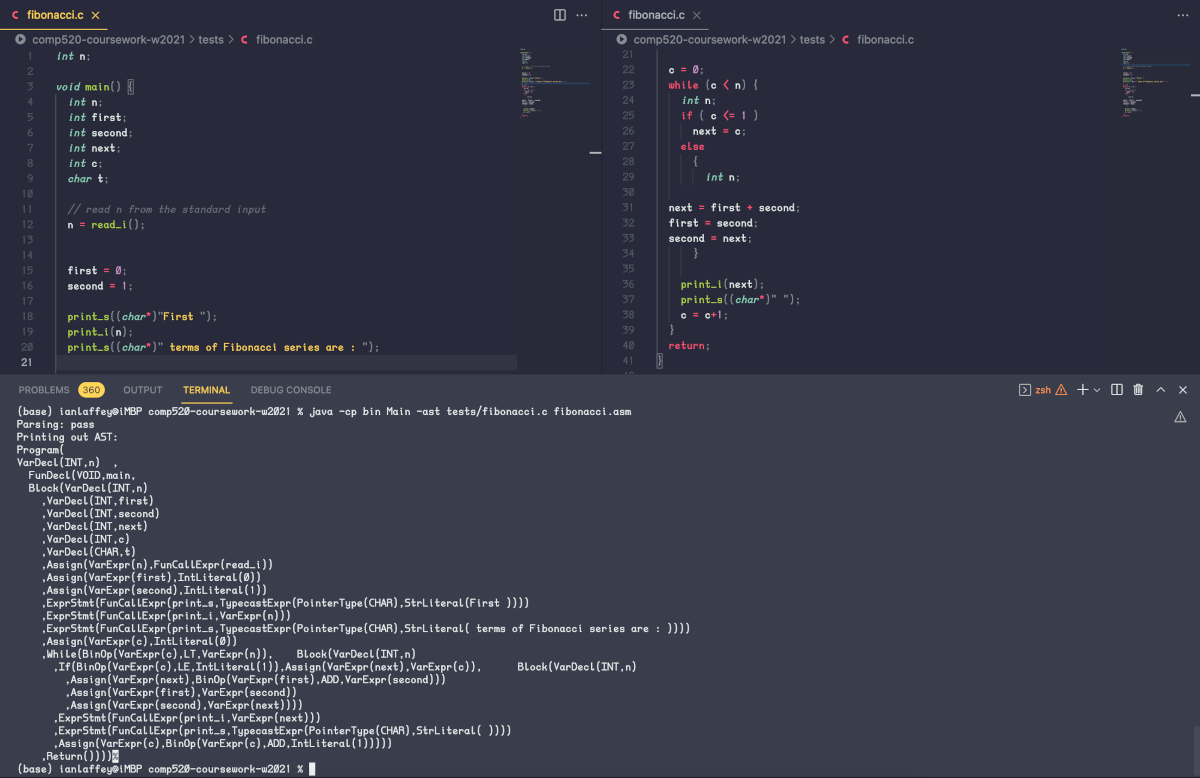 C fibonacci.c ×
comp520-coursework-w2021 > tests > C fibonacci.c
1 int n;
2
3 void main() {
4 int n;
5 int first;
6 int second;
7 int next;
8 int c;
9 char t;
10
11 // read n from the standard input
12 n = read_i();
13
14
15 first = 0;
16 second = 1;
17
18 print_s((char*)"First ");
19 print_i(n);
20 print_s((char*)" terms of Fibonacci series are : ");
21
C fibonacci.c ×
comp520-coursework-w2021 > tests > C fibonacci.c
21
22 c = 0;
23 while (c < n) {
24 int n;
25 if ( c <= 1 )
26 next = c;
27 else
28 {
29 int n;
30
31 next = first + second;
32 first = second;
33 second = next;
34 }
35
36 print_i(next);
37 print_s((char*)" ");
38 c = c+1;
39 }
40 return;
41 }
PROBLEMS 360 OUTPUT TERMINAL DEBUG CONSOLE zsh
(base) ianlaffey@iMBP comp520-coursework-w2021 % java -cp bin Main -ast tests/fibonacci.c fibonacci.asm
Parsing: pass
Printing out AST:
Program(
VarDecl(INT,n) ,
FunDecl(VOID,main,
Block(VarDecl(INT,n)
,VarDecl(INT,first)
,VarDecl(INT,second)
,VarDecl(INT,next)
,VarDecl(INT,c)
,VarDecl(CHAR,t)
,Assign(VarExpr(n),FunCallExpr(read_i))
,Assign(VarExpr(first),IntLiteral(0))
,Assign(VarExpr(second),IntLiteral(1))
,ExprStmt(FunCallExpr(print_s,TypecastExpr(PointerType(CHAR),StrLiteral(First ))))
,ExprStmt(FunCallExpr(print_i,VarExpr(n)))
,ExprStmt(FunCallExpr(print_s,TypecastExpr(PointerType(CHAR),StrLiteral( terms of Fibonacci series are : ))))
,Assign(VarExpr(c),IntLiteral(0))
,While(BinOp(VarExpr(c),LT,VarExpr(n)), Block(VarDecl(INT,n)
,If(BinOp(VarExpr(c),LE,IntLiteral(1)),Assign(VarExpr(next),VarExpr(c)), Block(VarDecl(INT,n)
,Assign(VarExpr(next),BinOp(VarExpr(first),ADD,VarExpr(second)))
,Assign(VarExpr(first),VarExpr(second))
,Assign(VarExpr(second),VarExpr(next))))
,ExprStmt(FunCallExpr(print_i,VarExpr(next)))
,ExprStmt(FunCallExpr(print_s,TypecastExpr(PointerType(CHAR),StrLiteral( ))))
,Assign(VarExpr(c),BinOp(VarExpr(c),ADD,IntLiteral(1)))))
,Return())))%
(base) ianlaffey@iMBP comp520-coursework-w2021 %